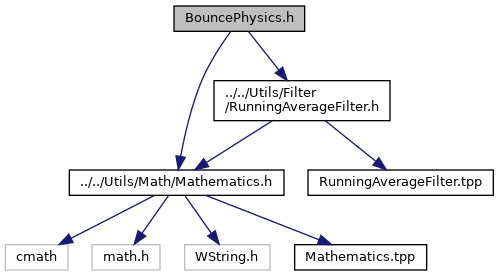 BouncePhysics.h
../../Utils/Filter
/RunningAverageFilter.h
../../Utils/Math/Mathematics.h
RunningAverageFilter.tpp
cmath
math.h
WString.h
Mathematics.tpp